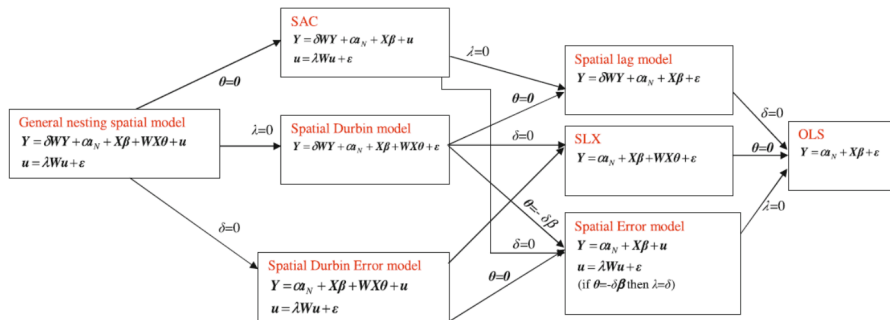 SAC
Y=δWY+αι_N+Xβ+u
u=λWu+ε
λ=0
θ=0
Spatial lag model
Y=δWY+αι_N+Xβ+ε
θ=0
δ=0
General nesting spatial model
Y=δWY+αι_N+Xβ+WXθ+u
u=λWu+ε
λ=0
Spatial Durbin model
Y=δWY+αι_N+Xβ+WXθ+ε
δ=0
SLX
Y=αι_N+Xβ+WXθ+ε
θ=0
OLS
Y=αι_N+Xβ+ε
θ=-δβ
δ=0
δ=0
Spatial Error model
Y=αι_N+Xβ+u
u=λWu+ε
(if θ=-δβ then λ=δ)
λ=0
Spatial Durbin Error model
Y=αι_N+Xβ+WXθ+u
u=λWu+ε
θ=0